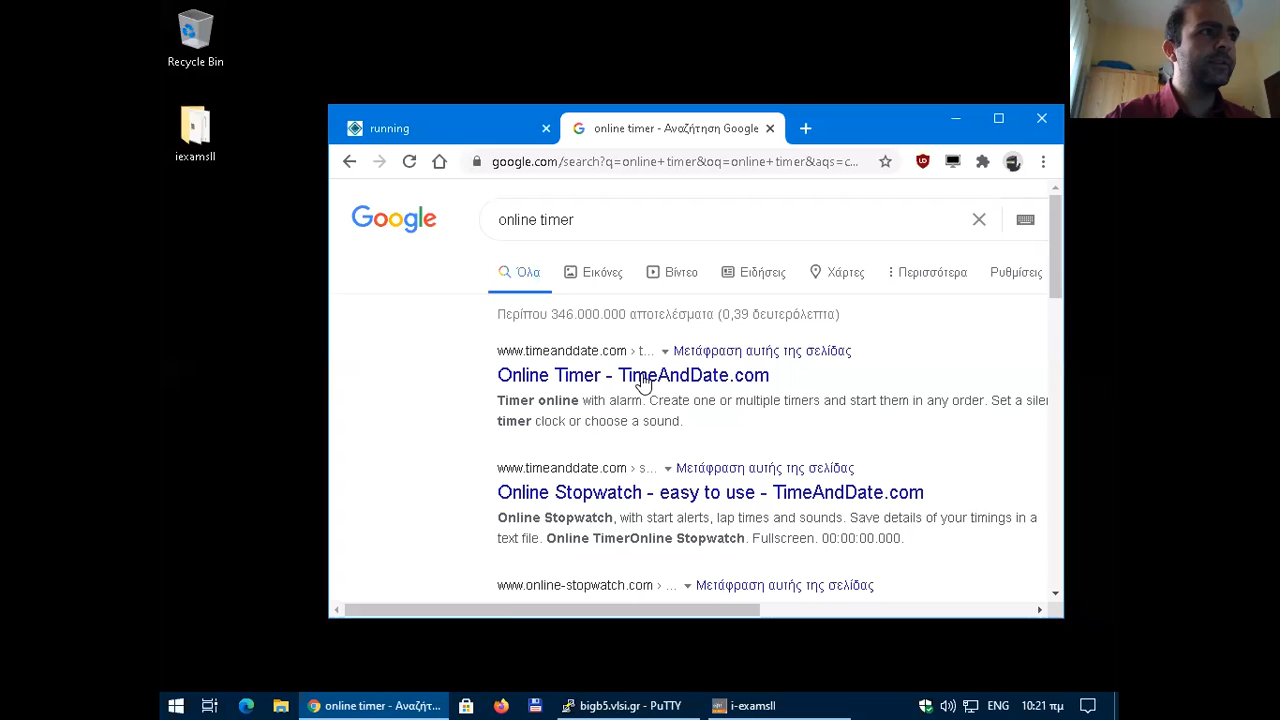 Recycle Bin
iexamsll
running
online timer - Αναζήτηση Google
google.com/search?q=online+timer&oq=online+timer&aqs=c...
Google
online timer
Όλα
Εικόνες
Βίντεο
Ειδήσεις
Χάρτες
Περισσότερα
Ρυθμίσεις
Περίπου 346.000.000 αποτελέσματα (0,39 δευτερόλεπτα)
www.timeanddate.com › t... Μετάφραση αυτής της σελίδας
Online Timer - TimeAndDate.com
Timer online with alarm. Create one or multiple timers and start them in any order. Set a siler
timer clock or choose a sound.
www.timeanddate.com › s... Μετάφραση αυτής της σελίδας
Online Stopwatch - easy to use - TimeAndDate.com
Online Stopwatch, with start alerts, lap times and sounds. Save details of your timings in a
text file. Online TimerOnline Stopwatch. Fullscreen. 00:00:00.000.
www.online-stopwatch.com › ... Μετάφραση αυτής της σελίδας
online timer - Αναζήτ...
bigb5.vlsi.gr - PuTTY
i-examsll
ENG
10:21 πμ